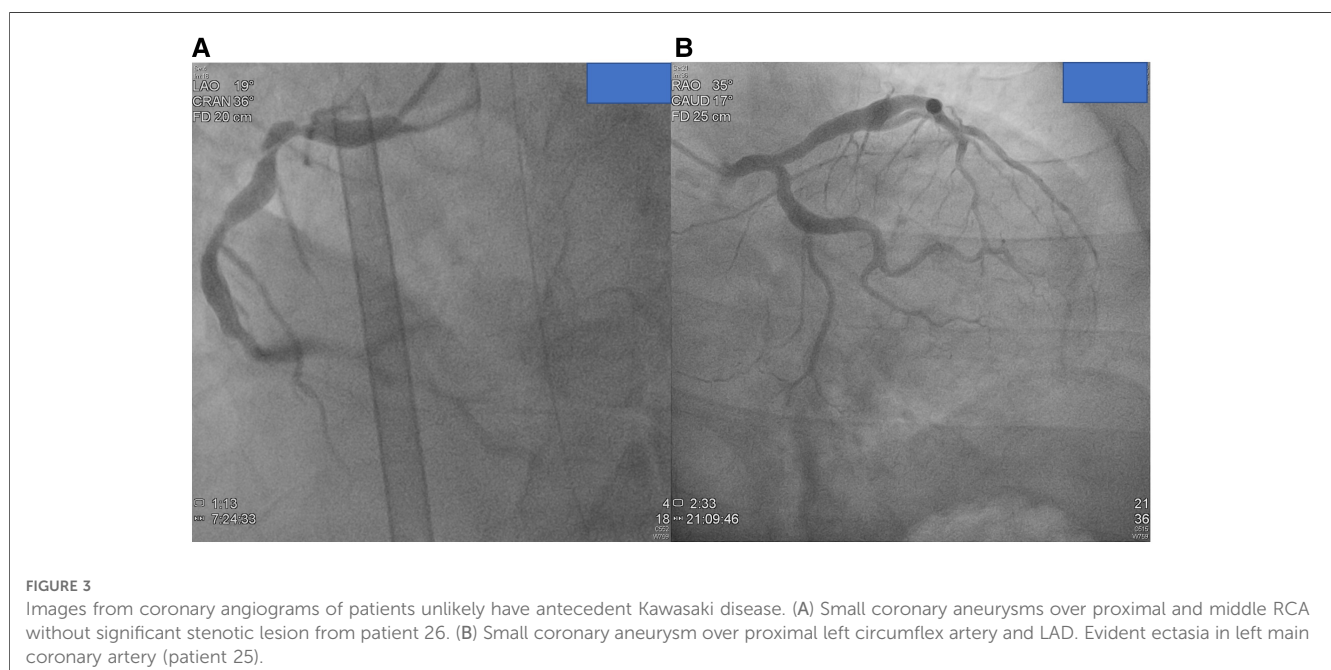 A
B
LAO 19°
CRAN 36°
FD 20 cm
RAO 35°
CAUD 17°
FD 25 cm
1:13
7:24:33
4
18
2:33
21:09:46
21
36
FIGURE 3
Images from coronary angiograms of patients unlikely have antecedent Kawasaki disease. (A) Small coronary aneurysms over proximal and middle RCA
without significant stenotic lesion from patient 26. (B) Small coronary aneurysm over proximal left circumflex artery and LAD. Evident ectasia in left main
coronary artery (patient 25).